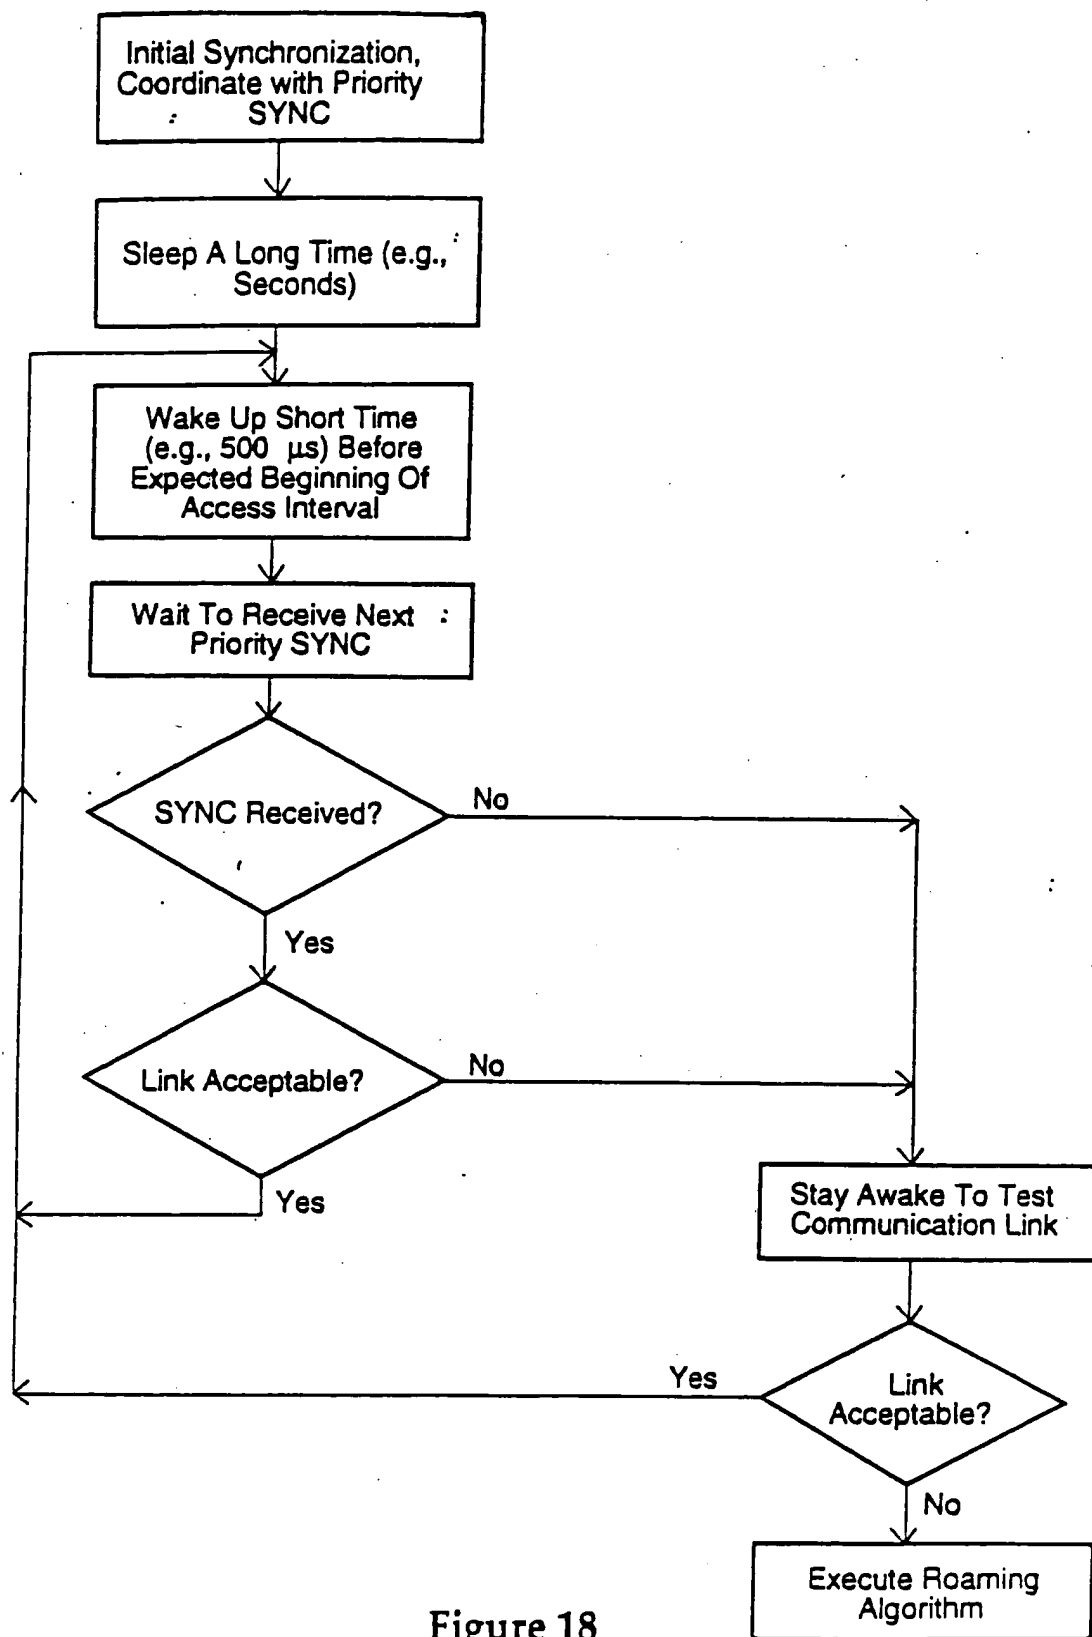 Initial Synchronization,
Coordinate with Priority
SYNC
Sleep A Long Time (e.g.,
Seconds)
Wake Up Short Time
(e.g., 500 μs) Before
Expected Beginning Of
Access Interval
Wait To Receive Next
Priority SYNC
SYNC Received?
No
Yes
Link Acceptable?
No
Yes
Stay Awake To Test
Communication Link
Yes
Link
Acceptable?
No
Execute Roaming
Algorithm
Figure 18